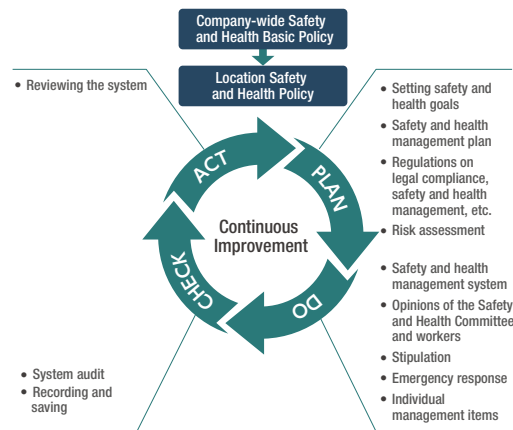 Company-wide Safety
and Health Basic Policy
Location Safety
and Health Policy
• Reviewing the system
• Setting safety and
health goals
• Safety and health
management plan
• Regulations on
legal compliance,
safety and health
management, etc.
• Risk assessment
ACT
PLAN
Continuous
Improvement
CHECK
DO
• Safety and health
management system
• Opinions of the Safety
and Health Committee
and workers
• Stipulation
• Emergency response
• Individual
management items
• System audit
• Recording and
saving